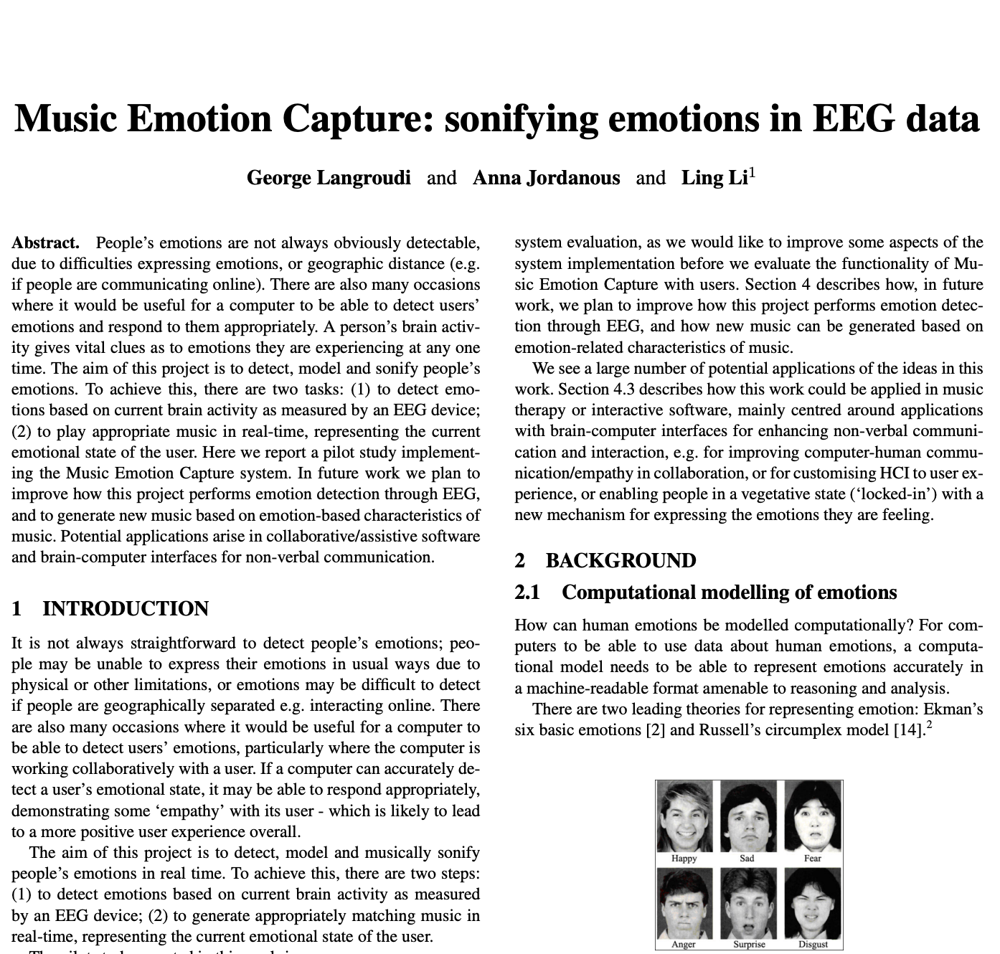 Music Emotion Capture: sonifying emotions in EEG data
George Langroudi and Anna Jordanous and Ling Li1
Abstract. People's emotions are not always obviously detectable,
due to difficulties expressing emotions, or geographic distance (e.g.
if people are communicating online). There are also many occasions
where it would be useful for a computer to be able to detect users'
emotions and respond to them appropriately. A person's brain activ-
ity gives vital clues as to emotions they are experiencing at any one
time. The aim of this project is to detect, model and sonify people's
emotions. To achieve this, there are two tasks: (1) to detect emo-
tions based on current brain activity as measured by an EEG device;
(2) to play appropriate music in real-time, representing the current
emotional state of the user. Here we report a pilot study implement-
ing the Music Emotion Capture system. In future work we plan to
improve how this project performs emotion detection through EEG,
and to generate new music based on emotion-based characteristics of
music. Potential applications arise in collaborative/assistive software
and brain-computer interfaces for non-verbal communication.
1 INTRODUCTION
It is not always straightforward to detect people's emotions; peo-
ple may be unable to express their emotions in usual ways due to
physical or other limitations, or emotions may be difficult to detect
if people are geographically separated e.g. interacting online. There
are also many occasions where it would be useful for a computer to
be able to detect users' emotions, particularly where the computer is
working collaboratively with a user. If a computer can accurately de-
tect a user's emotional state, it may be able to respond appropriately,
demonstrating some 'empathy' with its user - which is likely to lead
to a more positive user experience overall.
The aim of this project is to detect, model and musically sonify
people's emotions in real time. To achieve this, there are two steps:
(1) to detect emotions based on current brain activity as measured
by an EEG device; (2) to generate appropriately matching music in
real-time, representing the current emotional state of the user.
system evaluation, as we would like to improve some aspects of the
system implementation before we evaluate the functionality of Mu-
sic Emotion Capture with users. Section 4 describes how, in future
work, we plan to improve how this project performs emotion detec-
tion through EEG, and how new music can be generated based on
emotion-related characteristics of music.
We see a large number of potential applications of the ideas in this
work. Section 4.3 describes how this work could be applied in music
therapy or interactive software, mainly centred around applications
with brain-computer interfaces for enhancing non-verbal communi-
cation and interaction, e.g. for improving computer-human commu-
nication/empathy in collaboration, or for customising HCI to user ex-
perience, or enabling people in a vegetative state ('locked-in') with a
new mechanism for expressing the emotions they are feeling.
2 BACKGROUND
2.1 Computational modelling of emotions
How can human emotions be modelled computationally? For com-
puters to be able to use data about human emotions, a computa-
tional model needs to be able to represent emotions accurately in
a machine-readable format amenable to reasoning and analysis.
There are two leading theories for representing emotion: Ekman's
six basic emotions [2] and Russell's circumplex model [14].2
Happy Sad Fear
Anger Surprise Disgust